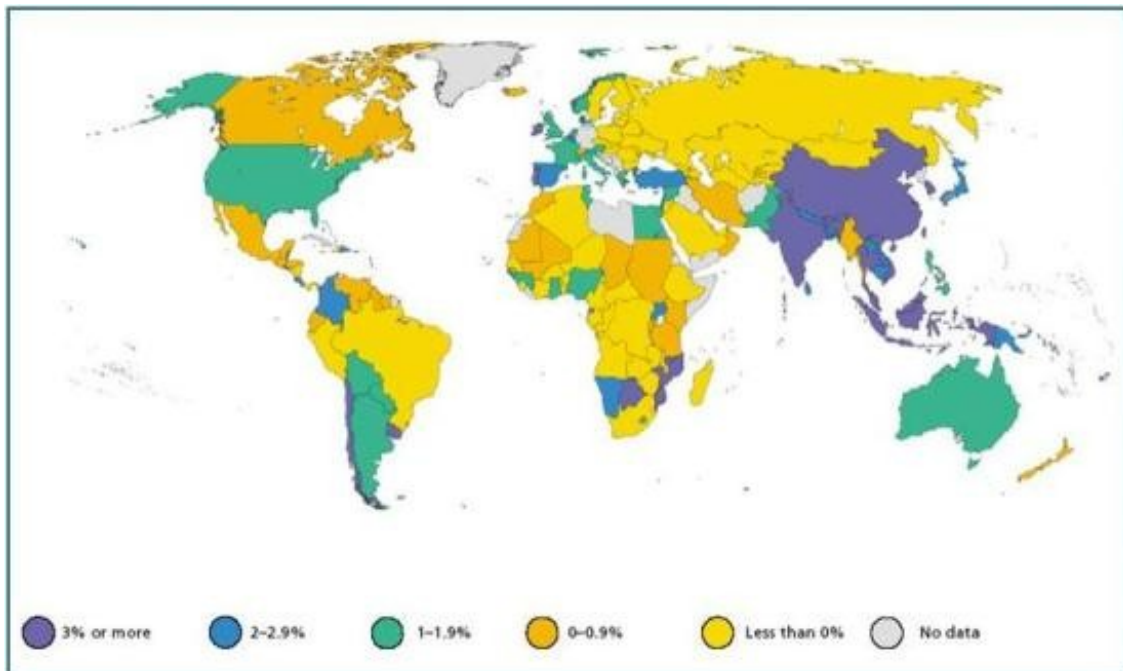 3% or more 2–2.9% 1–1.9% 0–0.9% Less than 0% No data